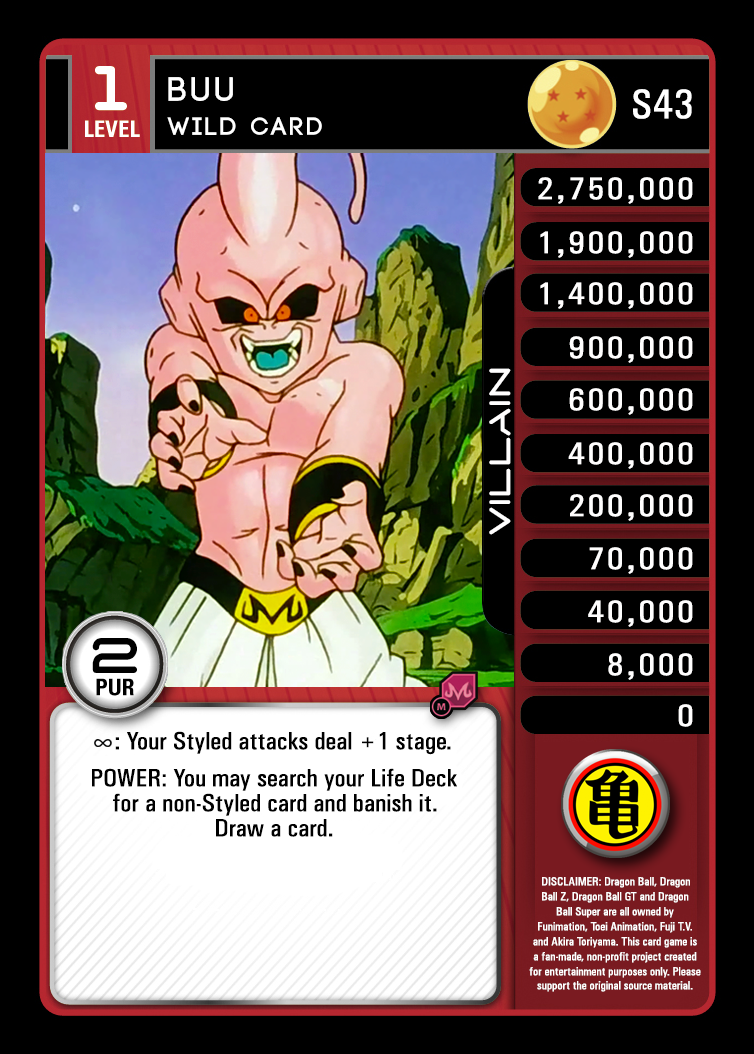 1
LEVEL
BUU
WILD CARD
S43
2,750,000
1,900,000
1,400,000
900,000
600,000
400,000
200,000
70,000
40,000
8,000
0
VILLAIN
2
PUR
M
M
∞: Your Styled attacks deal +1 stage.
POWER: You may search your Life Deck
for a non-Styled card and banish it.
Draw a card.
亀
DISCLAIMER: Dragon Ball, Dragon
Ball Z, Dragon Ball GT and Dragon
Ball Super are all owned by
Funimation, Toei Animation, Fuji T.V.
and Akira Toriyama. This card game is
a fan-made, non-profit project created
for entertainment purposes only. Please
support the original source material.